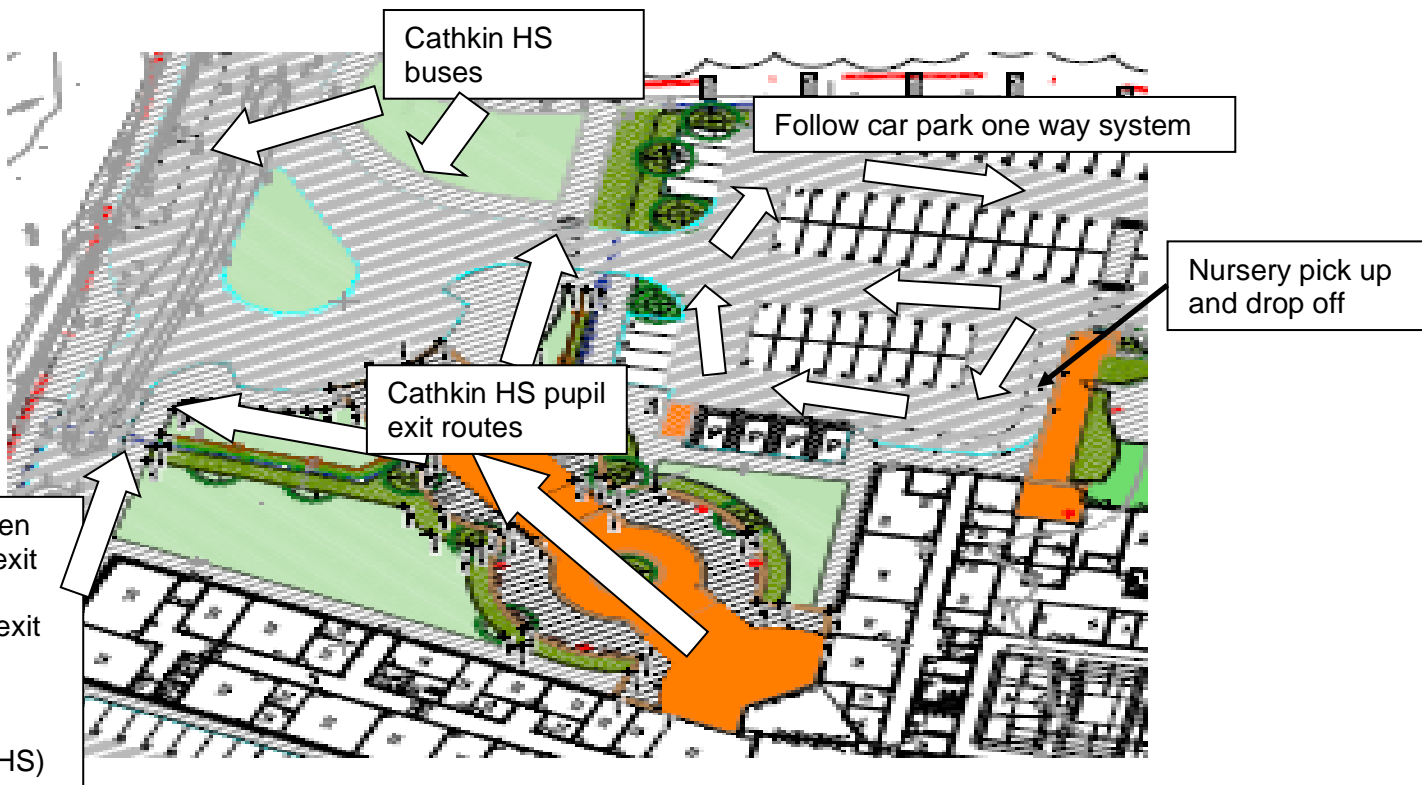 Cathkin HS
buses
Follow car park one way system
Nursery pick up
and drop off
Cathkin HS pupil
exit routes
exit
exit
HS)